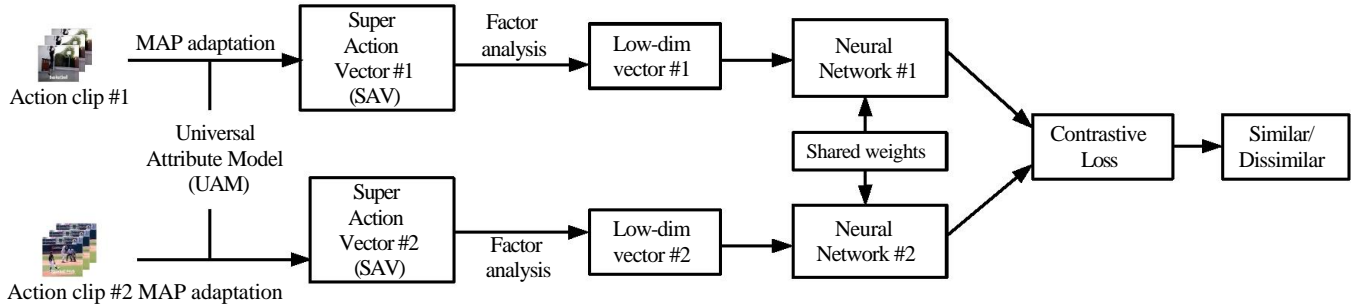 MAP adaptation
Action clip #1
Super
Action
Vector #1
(SAV)
Factor
analysis
Low-dim
vector #1
Neural
Network #1
Universal
Attribute Model
(UAM)
Shared weights
Contrastive
Loss
Similar/
Dissimilar
Super
Action
Vector #2
(SAV)
Factor
analysis
Low-dim
vector #2
Neural
Network #2
Action clip #2 MAP adaptation